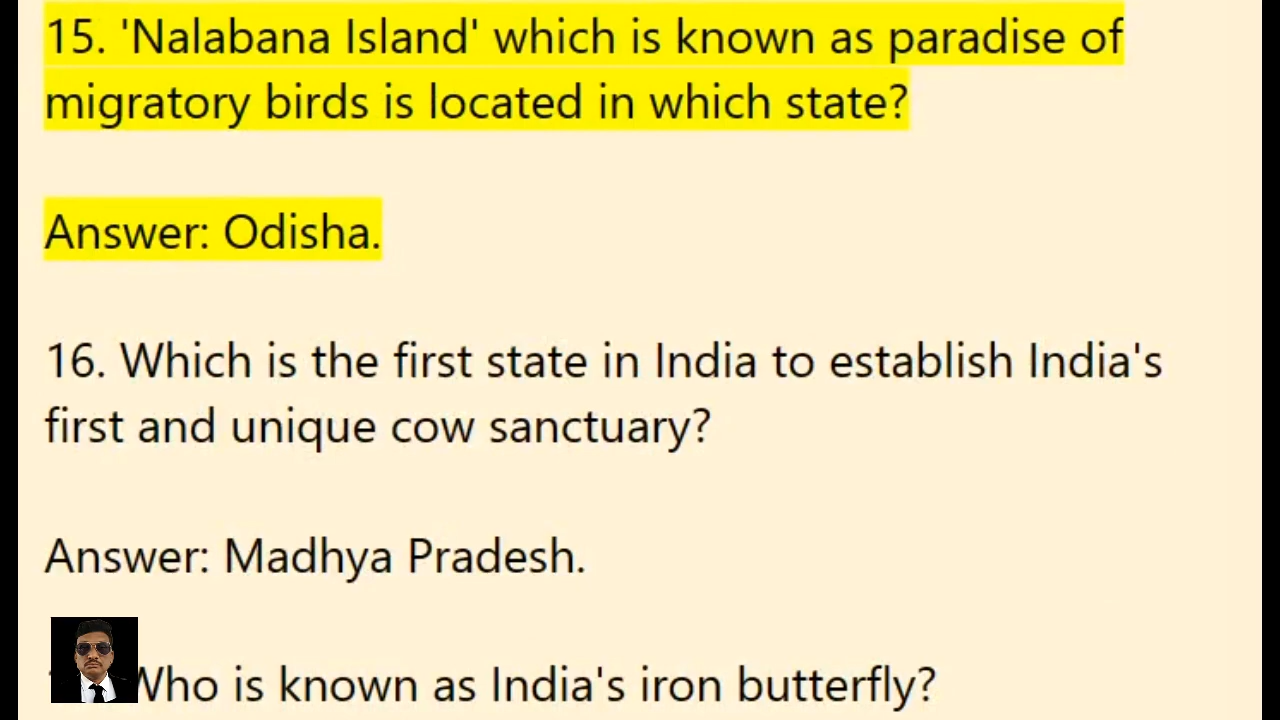 15. 'Nalabana Island' which is known as paradise of
migratory birds is located in which state?
Answer: Odisha.
16. Which is the first state in India to establish India's
first and unique cow sanctuary?
Answer: Madhya Pradesh.
Who is known as India's iron butterfly?